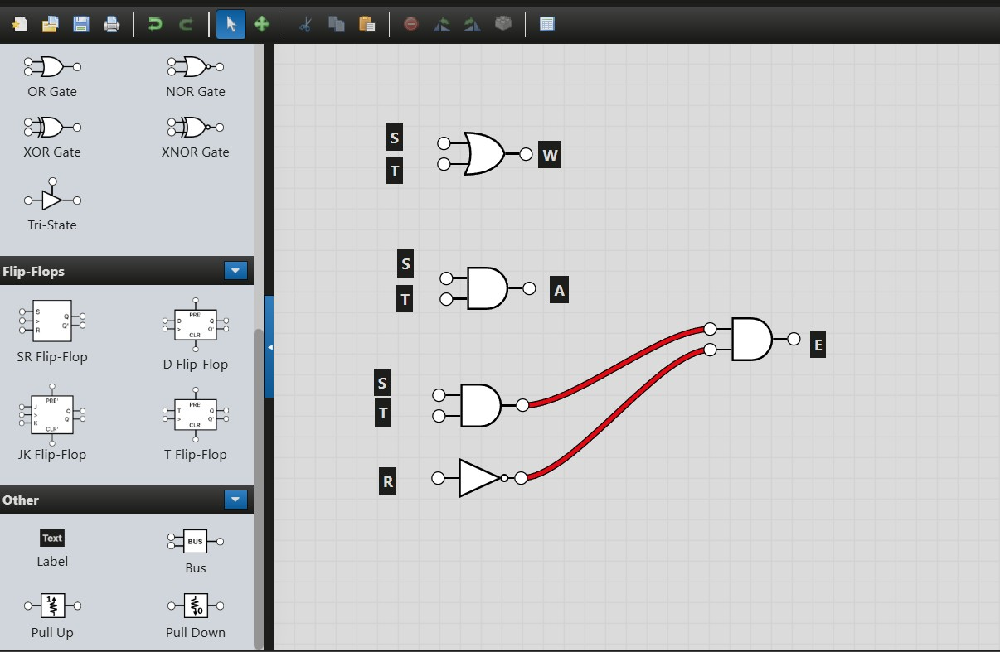 OR Gate
NOR Gate
XOR Gate
XNOR Gate
Tri-State
Flip-Flops
S
>
R
Q
Q'
SR Flip-Flop
PRE'
D
>
Q
Q'
CLR'
D Flip-Flop
PRE'
J
>
K
Q
Q'
CLR'
JK Flip-Flop
PRE'
T
>
Q
Q'
CLR'
T Flip-Flop
Other
Text
Label
BUS
Bus
1
Pull Up
0
Pull Down
S
T
W
S
T
A
S
T
R
E